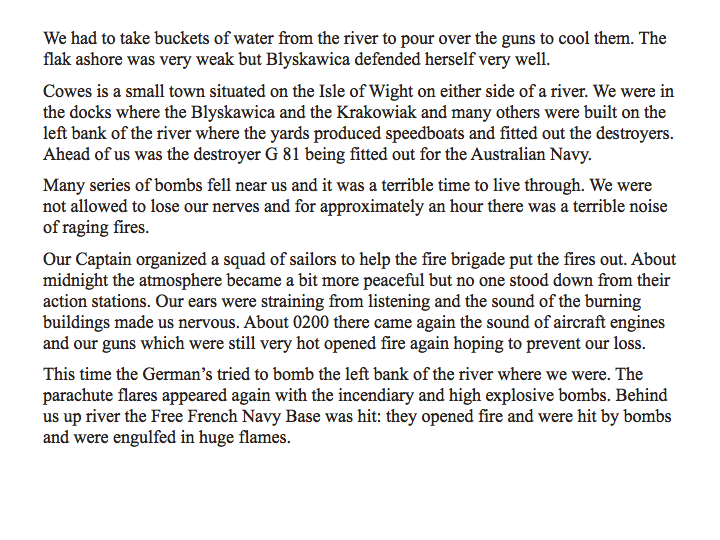 We had to take buckets of water from the river to pour over the guns to cool them. The
flak ashore was very weak but Blyskawica defended herself very well.
Cowes is a small town situated on the Isle of Wight on either side of a river. We were in
the docks where the Blyskawica and the Krakowiak and many others were built on the
left bank of the river where the yards produced speedboats and fitted out the destroyers.
Ahead of us was the destroyer G 81 being fitted out for the Australian Navy.
Many series of bombs fell near us and it was a terrible time to live through. We were
not allowed to lose our nerves and for approximately an hour there was a terrible noise
of raging fires.
Our Captain organized a squad of sailors to help the fire brigade put the fires out. About
midnight the atmosphere became a bit more peaceful but no one stood down from their
action stations. Our ears were straining from listening and the sound of the burning
buildings made us nervous. About 0200 there came again the sound of aircraft engines
and our guns which were still very hot opened fire again hoping to prevent our loss.
This time the German's tried to bomb the left bank of the river where we were. The
parachute flares appeared again with the incendiary and high explosive bombs. Behind
us up river the Free French Navy Base was hit: they opened fire and were hit by bombs
and were engulfed in huge flames.